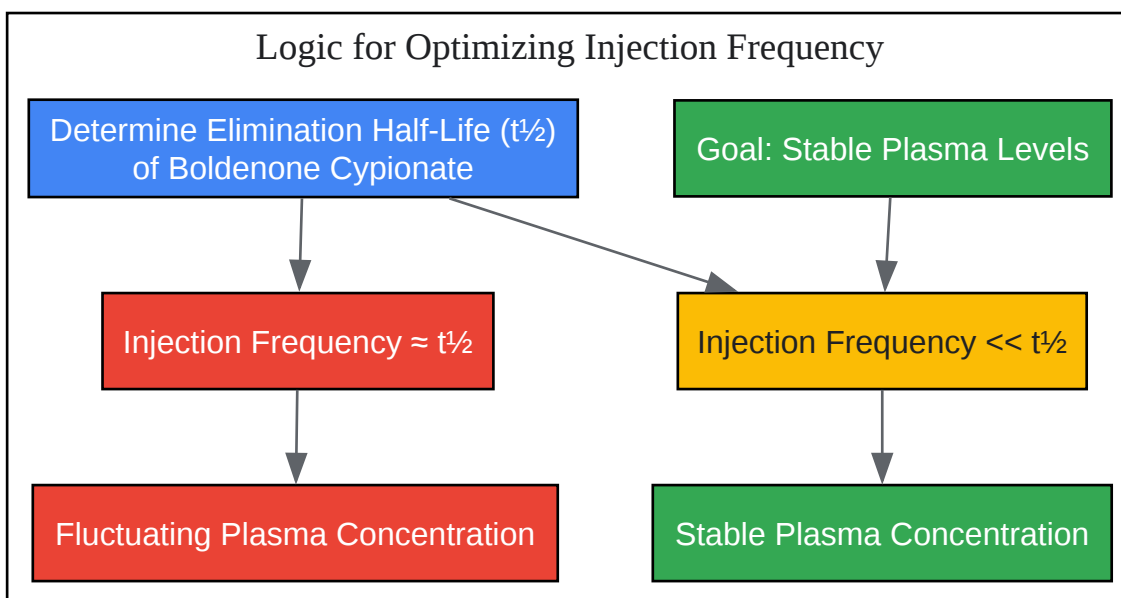 Logic for Optimizing Injection Frequency
Determine Elimination Half-Life (t½)
of Boldenone Cypionate
Goal: Stable Plasma Levels
Injection Frequency ≈ t½
Injection Frequency << t½
Fluctuating Plasma Concentration
Stable Plasma Concentration